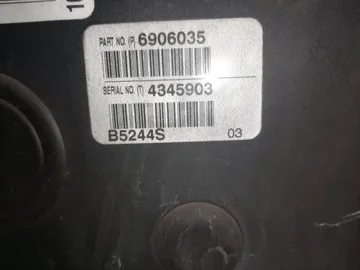 PART NO. (P) 6906035
SERIAL NO. (T) 4345903
B5244S 03